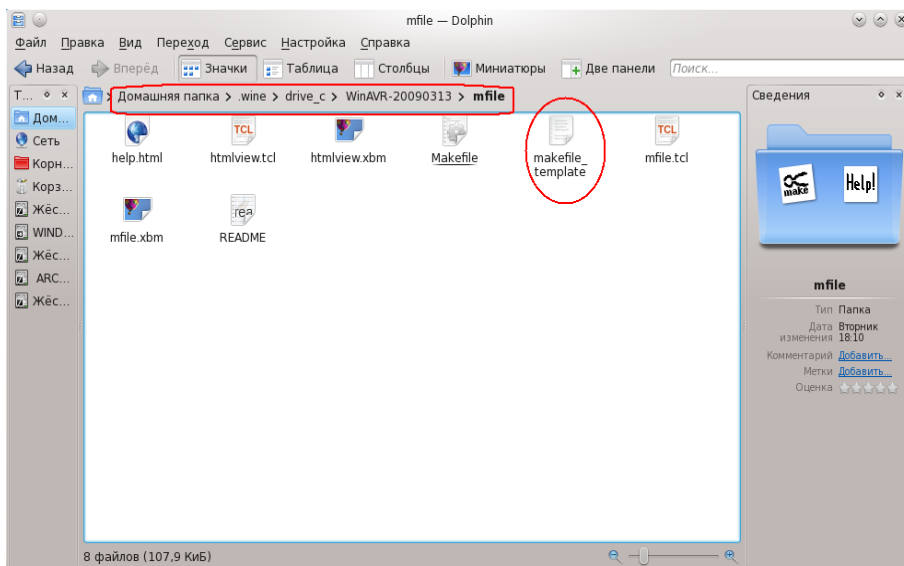 mfile — Dolphin
Файл Правка Вид Переход Сервис Настройка Справка
Назад Вперёд Значки Таблица Столбцы Миниатюры Две панели Поиск...
Т...
Домашняя папка > .wine > drive_c > WinAVR-20090313 > mfile
Сведения
Дом...
Сеть
Корн...
Корз...
Жёс...
WIND...
Жёс...
ARC...
Жёс...
TCL
TCL
help.html htmlview.tcl htmlview.xbm Makefile makefile_
template mfile.tcl
rea
mfile.xbm README
make Help!
mfile
Тип Папка
Дата Вторник
изменения 18:10
Комментарий Добавить...
Метки Добавить...
Оценка
8 файлов (107,9 КиБ)